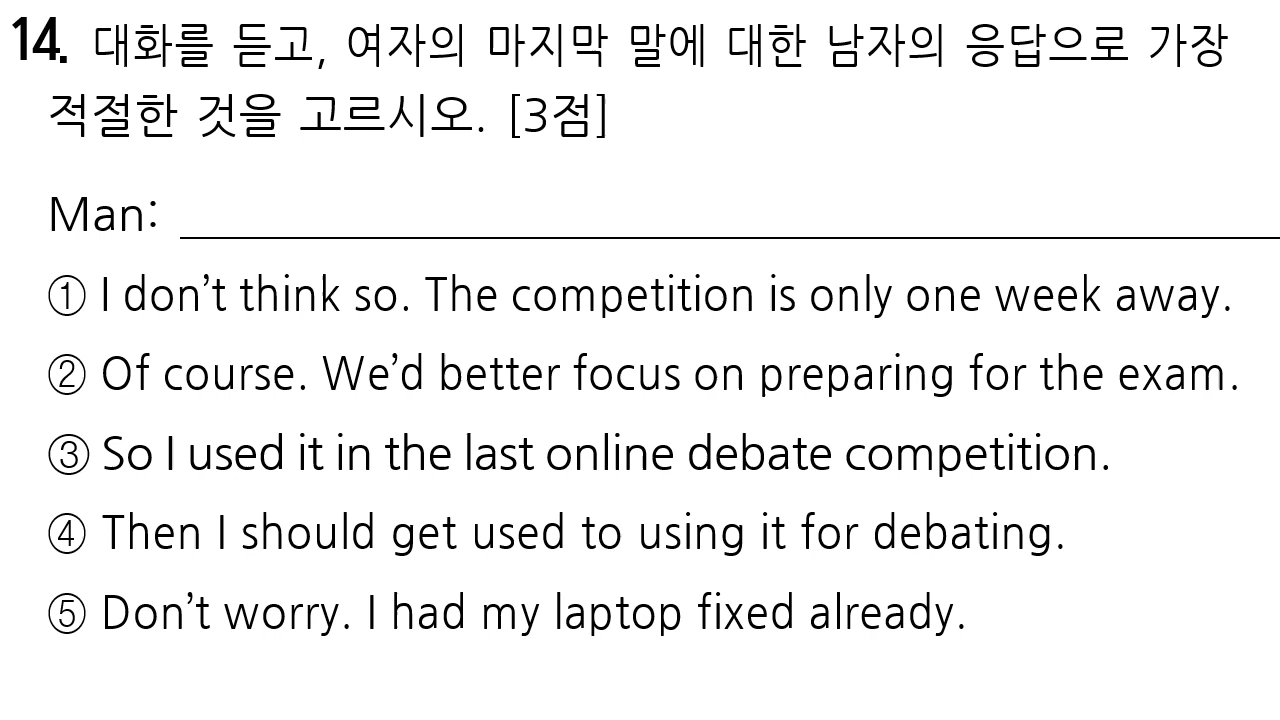 14. 대화를 듣고, 여자의 마지막 말에 대한 남자의 응답으로 가장
적절한 것을 고르시오. [3점]
Man:
① I don’t think so. The competition is only one week away.
② Of course. We’d better focus on preparing for the exam.
③ So I used it in the last online debate competition.
④ Then I should get used to using it for debating.
⑤ Don’t worry. I had my laptop fixed already.